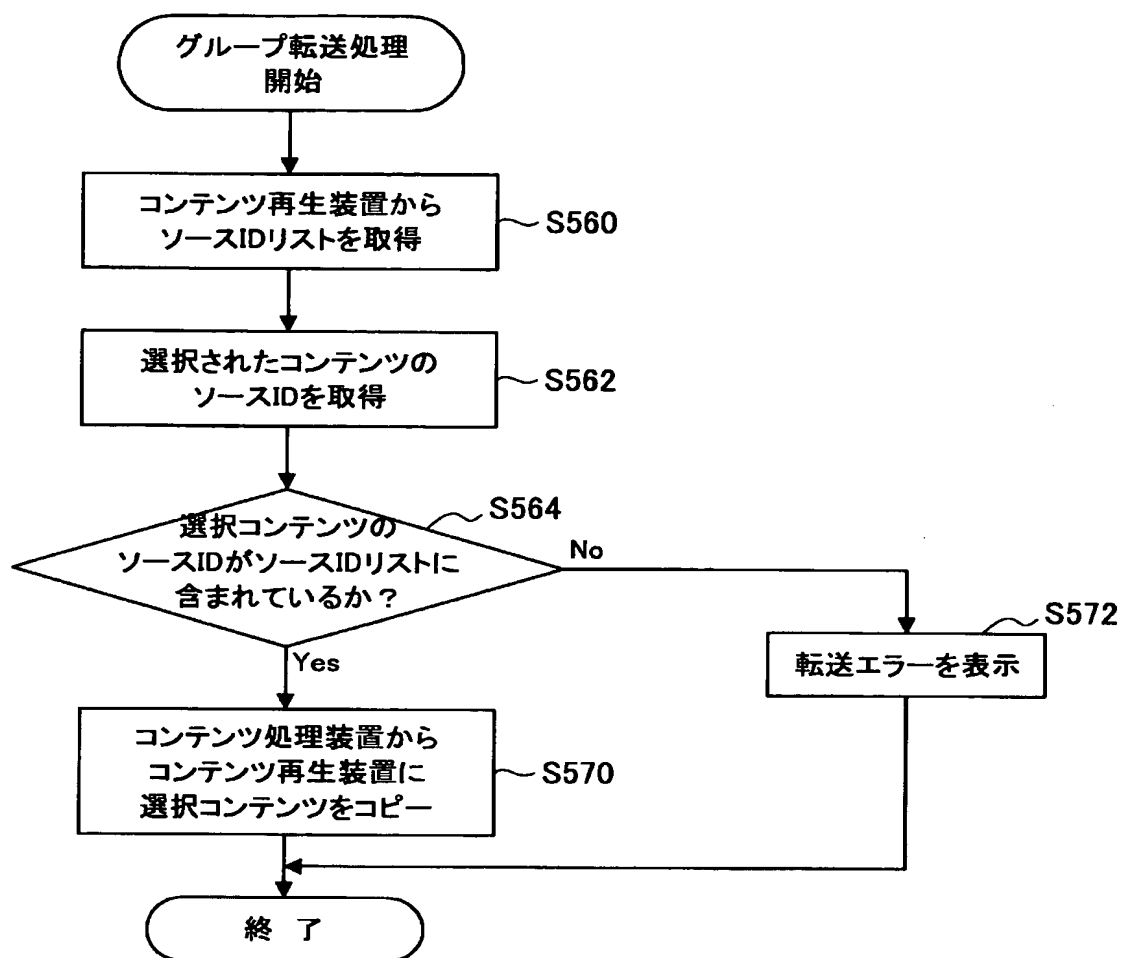 グループ転送処理
開始
コンテンツ再生装置から
ソースIDリストを取得
S560
選択されたコンテンツの
ソースIDを取得
S562
S564
選択コンテンツの
ソースIDがソースIDリストに
含まれているか？
No
Yes
S572
転送エラーを表示
コンテンツ処理装置から
コンテンツ再生装置に
選択コンテンツをコピー
S570
終 了